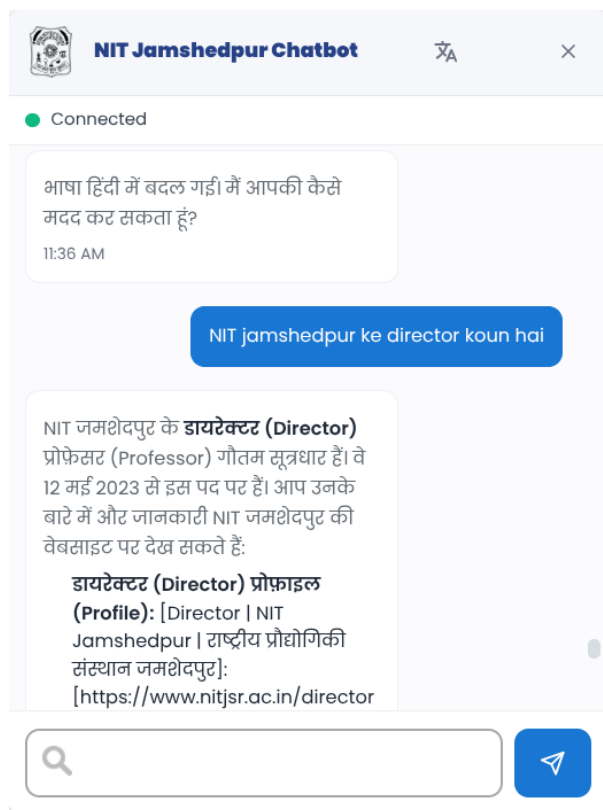 NIT Jamshedpur Chatbot
Connected
भाषा हिंदी में बदल गई। मैं आपकी कैसे
मदद कर सकता हूं?
11:36 AM
NIT jamshedpur ke director koun hai
NIT जमशेदपुर के डायरेक्टर (Director)
प्रोफ़ेसर (Professor) गौतम सूत्रधार हैं। वे
12 मई 2023 से इस पद पर हैं। आप उनके
बारे में और जानकारी NIT जमशेदपुर की
वेबसाइट पर देख सकते हैं:
डायरेक्टर (Director) प्रोफ़ाइल
(Profile): [Director | NIT
Jamshedpur | राष्ट्रीय प्रौद्योगिकी
संस्थान जमशेदपुर]:
[https://www.nitjsr.ac.in/director